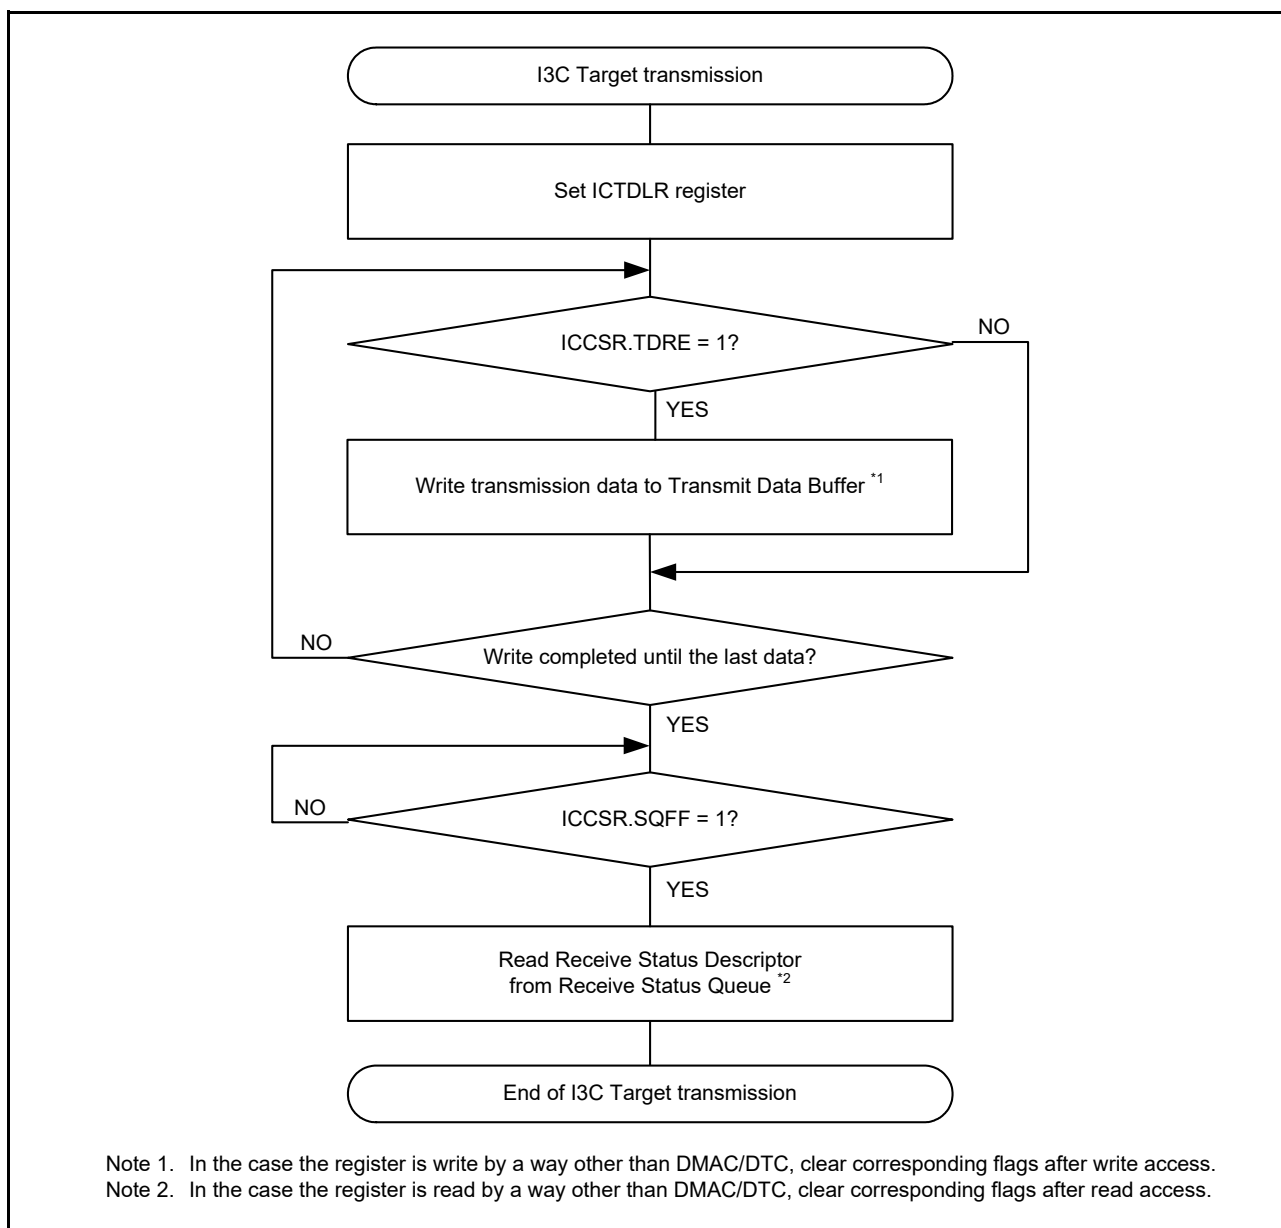 I3C Target transmission
Set ICTDLR register
ICCSR.TDRE = 1?
NO
YES
Write transmission data to Transmit Data Buffer *1
NO
Write completed until the last data?
YES
NO
ICCSR.SQFF = 1?
YES
Read Receive Status Descriptor
from Receive Status Queue *2
End of I3C Target transmission
Note 1. In the case the register is write by a way other than DMAC/DTC, clear corresponding flags after write access.
Note 2. In the case the register is read by a way other than DMAC/DTC, clear corresponding flags after read access.